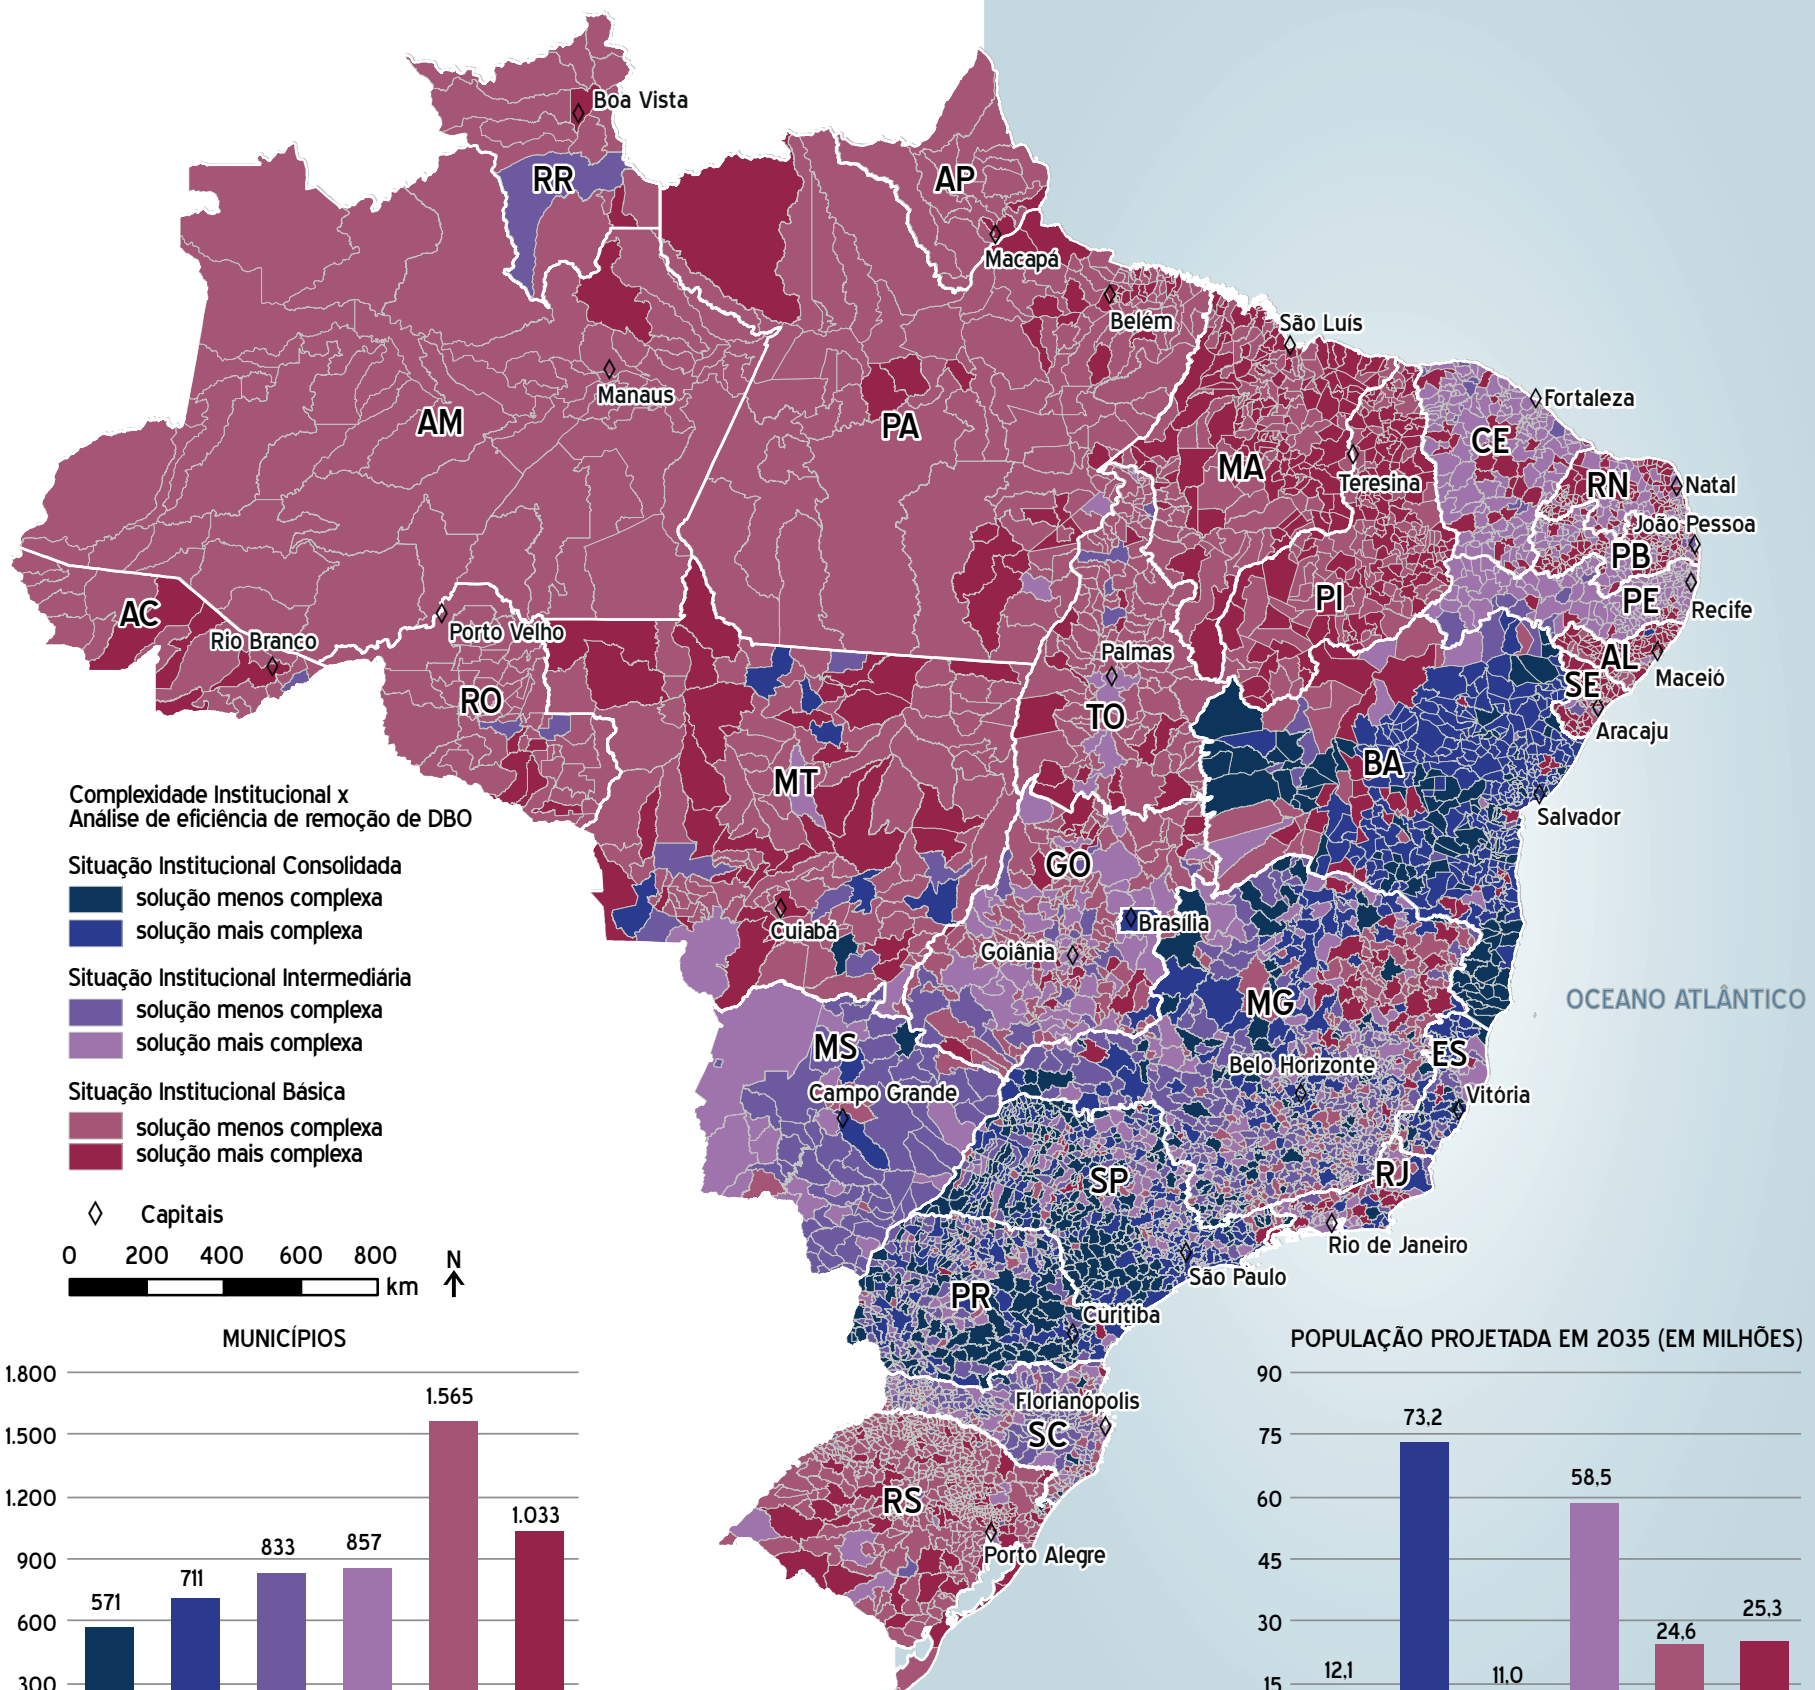 Boa Vista
RR
AP
Macapá
Belém
São Luís
Manaus
AM
PA
Fortaleza
CE
MA
Teresina
RN
Natal
João Pessoa
PB
PI
PE
Recife
AC
Rio Branco
Porto Velho
RO
Palmas
TO
AL
Maceió
SE
Aracaju
BA
MT
Salvador
GO
Cuiabá
Brasília
Goiânia
MG
OCEANO ATLÂNTICO
MS
ES
Belo Horizonte
Campo Grande
Vitória
SP
RJ
Rio de Janeiro
São Paulo
PR
Curitiba
Florianópolis
SC
RS
Porto Alegre
Complexidade Institucional x
Análise de eficiência de remoção de DBO
Situação Institucional Consolidada
solução menos complexa
solução mais complexa
Situação Institucional Intermediária
solução menos complexa
solução mais complexa
Situação Institucional Básica
solução menos complexa
solução mais complexa
Capitais
0 200 400 600 800
km
N
MUNICÍPIOS
1.800
1.500
1.200
900
600
300
571
711
833
857
1.565
1.033
POPULAÇÃO PROJETADA EM 2035 (EM MILHÕES)
90
75
60
45
30
15
12,1
73,2
11,0
58,5
24,6
25,3